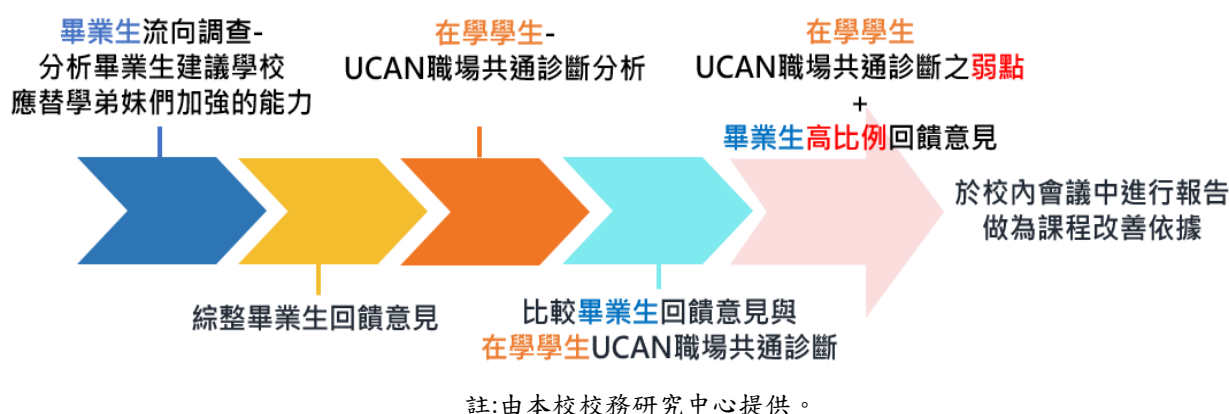 畢業生流向調查-
分析畢業生建議學校
應替學弟妹們加強的能力
綜整畢業生回饋意見
在學學生-
UCAN職場共通診斷分析
比較畢業生回饋意見與
在學學生UCAN職場共通診斷
在學學生
UCAN職場共通診斷之弱點
+
畢業生高比例回饋意見
於校內會議中進行報告
做為課程改善依據
註:由本校校務研究中心提供。